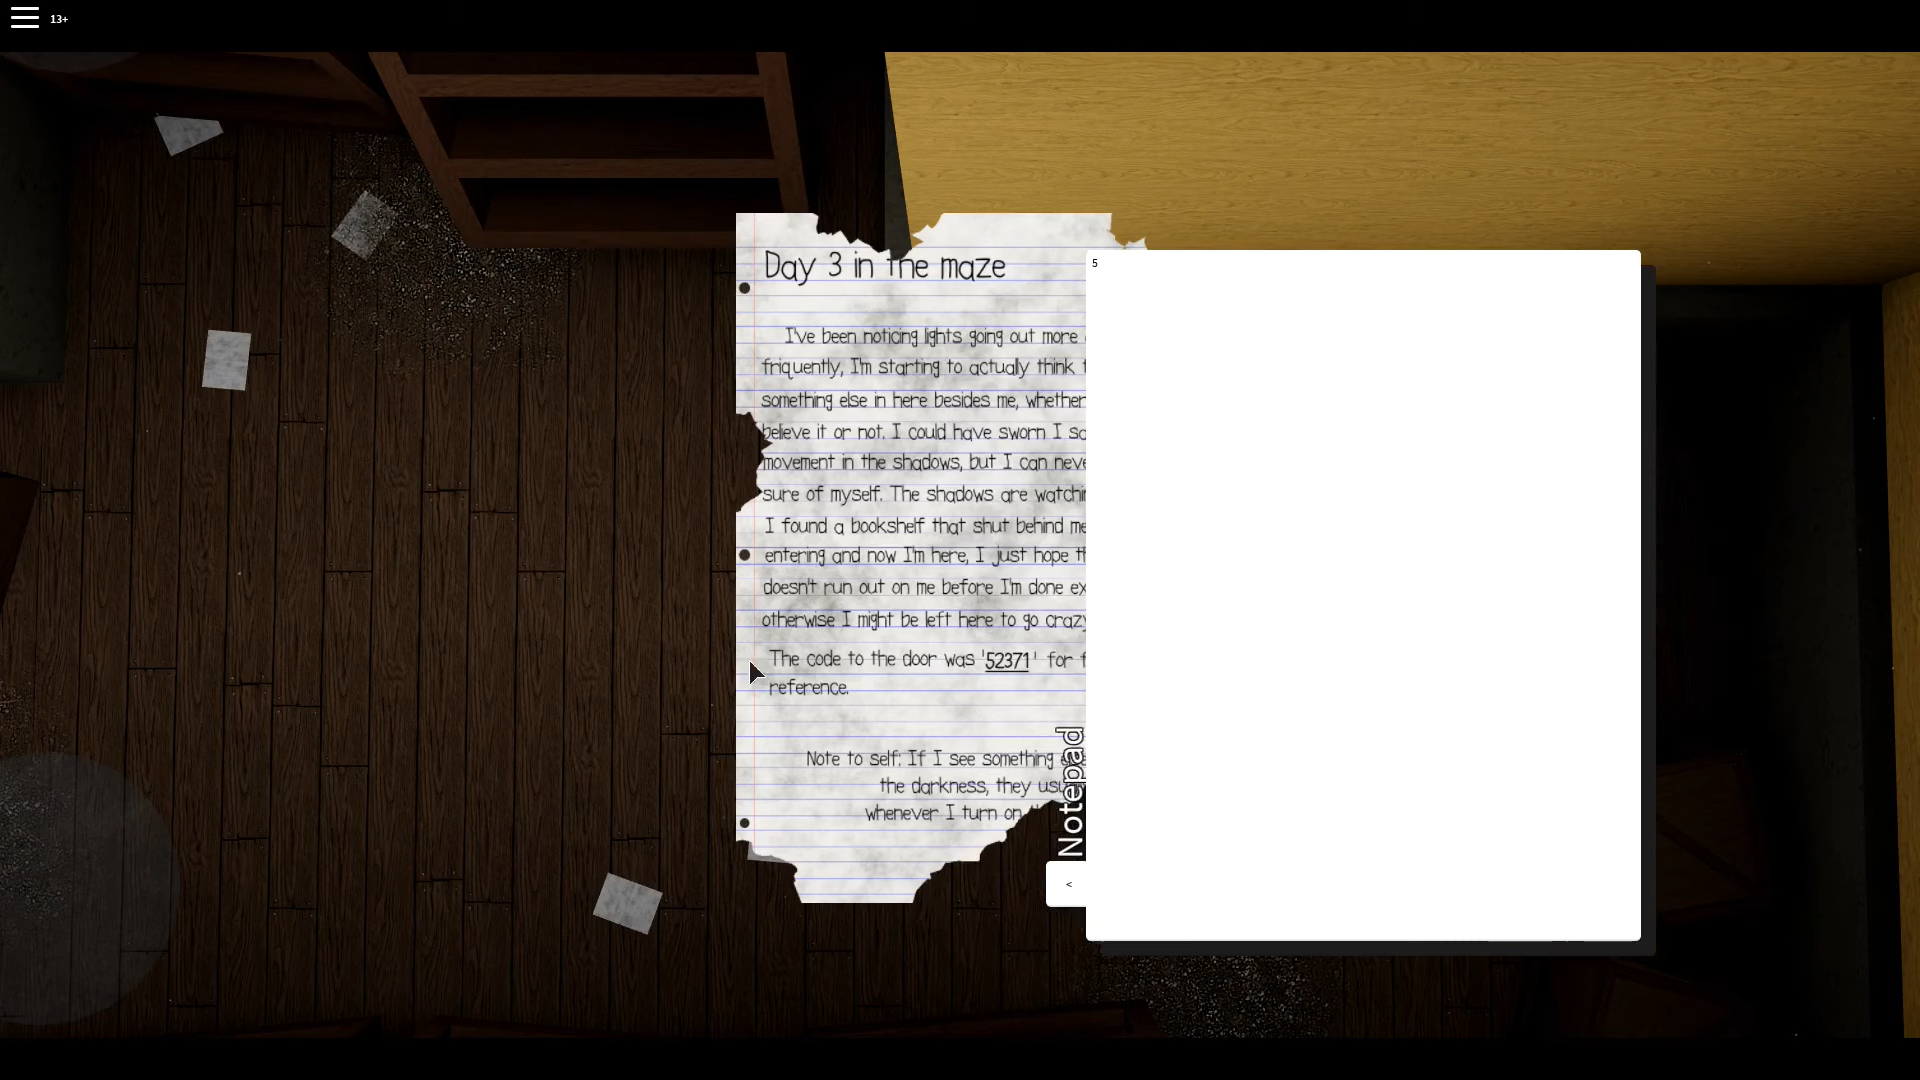 13+
Day 3 in the maze
I've been noticing lights going out more
friquently, I'm starting to actually think
something else in here besides me, whether
believe it or not. I could have sworn I
movement in the shadows, but I can
sure of myself. The shadows are
I found a bookshelf that shut behind me
entering and now I'm here, I just hope
doesn't run out on me before I'm done
otherwise I might be left here to go crazy
The code to the door was '52371' for
reference.
Note to self: If I see something
the darkness, they
whenever I turn on
5
Notepad
<